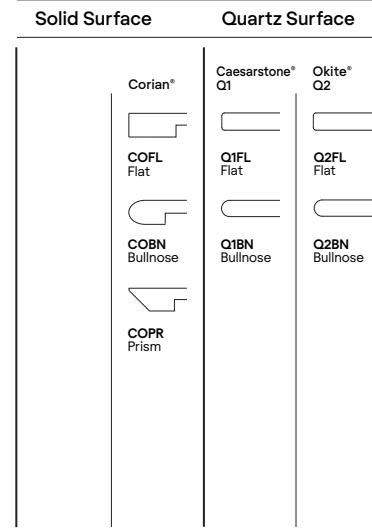 Solid Surface
Quartz Surface
Corian®
Caesarstone®
Q1
Okite®
Q2
COFL
Flat
Q1FL
Flat
Q2FL
Flat
COBN
Bullnose
Q1BN
Bullnose
Q2BN
Bullnose
COPR
Prism